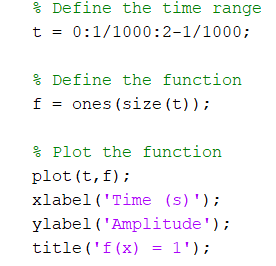 % Define the time range
t = 0:1/1000:2-1/1000;
% Define the function
f = ones(size(t));
% Plot the function
plot(t,f);
xlabel('Time (s)');
ylabel('Amplitude');
title('f(x) = 1');